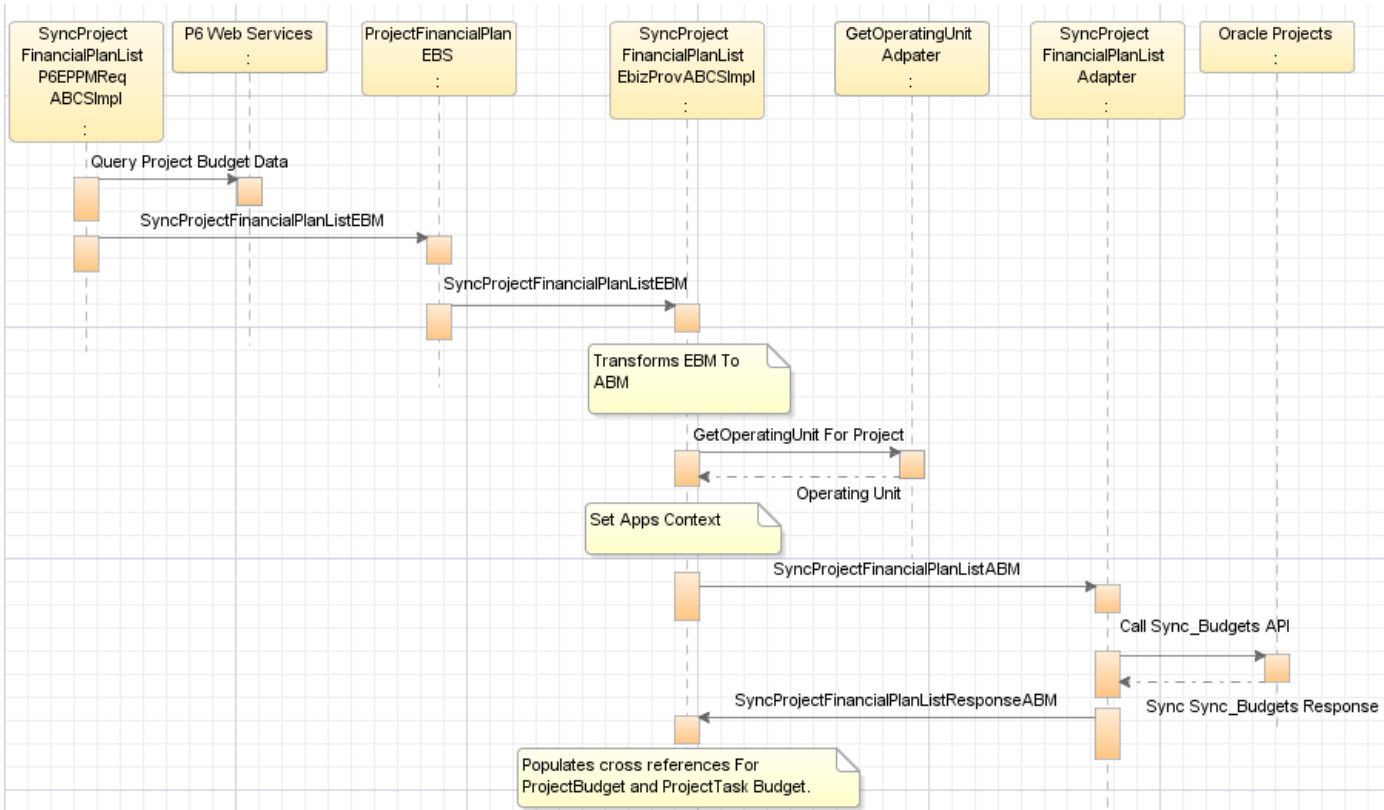 SyncProject
FinancialPlanList
P6EPPMReq
ABCSImpl
:
P6 Web Services
:
ProjectFinancialPlan
EBS
:
SyncProject
FinancialPlanList
EbizProvABCSImpl
:
GetOperatingUnit
Adpater
:
SyncProject
FinancialPlanList
Adapter
:
Oracle Projects
:
Query Project Budget Data
SyncProjectFinancialPlanListEBM
SyncProjectFinancialPlanListEBM
Transforms EBM To
ABM
GetOperatingUnit For Project
Operating Unit
Set Apps Context
SyncProjectFinancialPlanListABM
Call Sync_Budgets API
Sync Sync_Budgets Response
SyncProjectFinancialPlanListResponseABM
Populates cross references For
ProjectBudget and ProjectTask Budget.